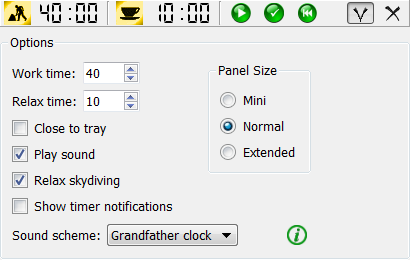 40:00 10:00
Options
Work time: 40
Relax time: 10
Close to tray
Play sound
Relax skydiving
Show timer notifications
Sound scheme: Grandfather clock
Panel Size
Mini
Normal
Extended